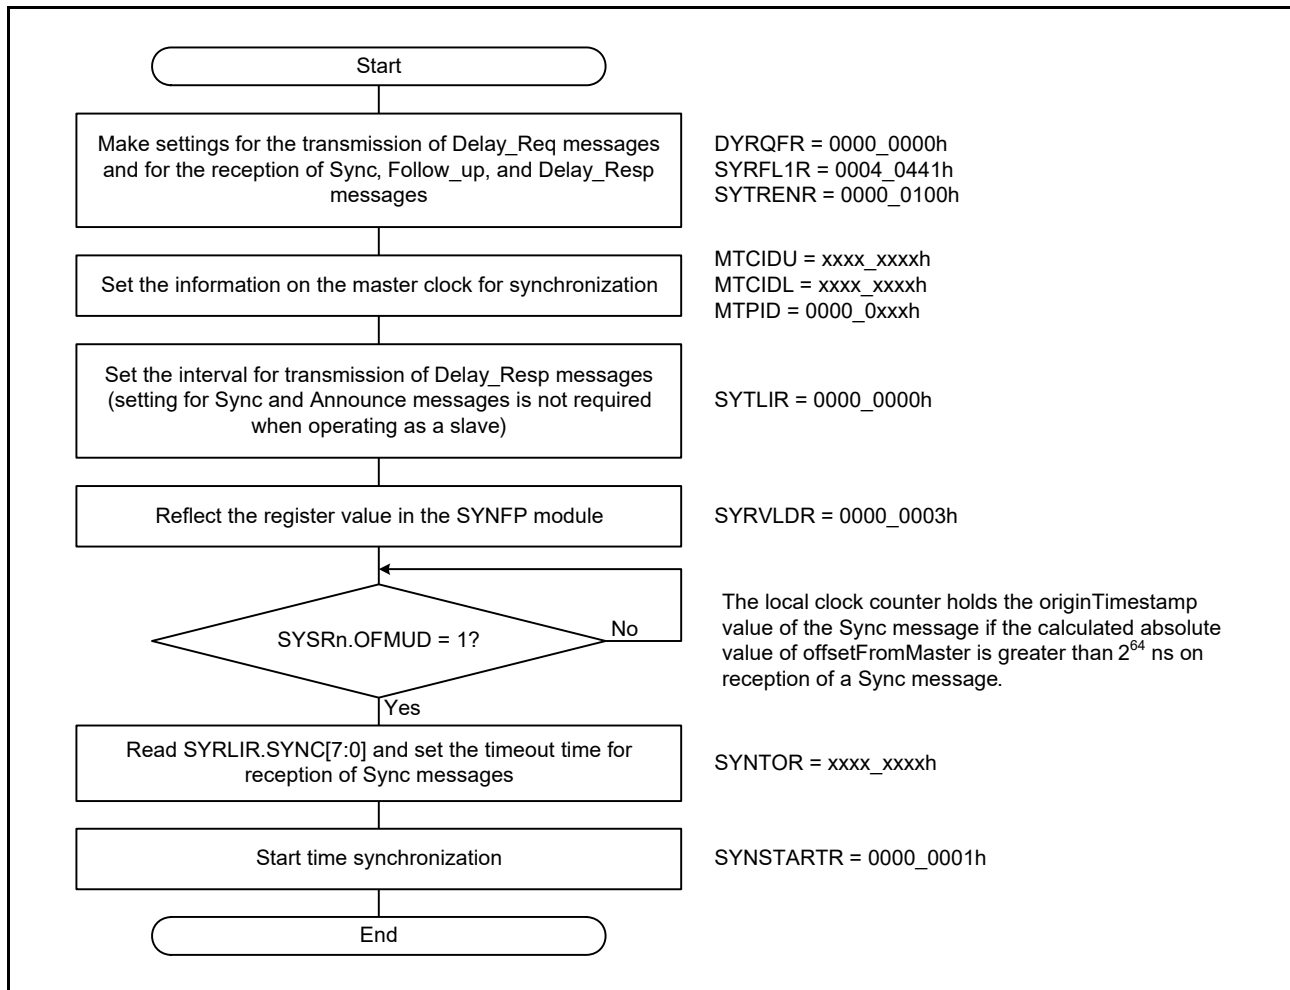 Start
Make settings for the transmission of Delay_Req messages
and for the reception of Sync, Follow_up, and Delay_Resp
messages
DYRQFR = 0000_0000h
SYRFL1R = 0004_0441h
SYTRENR = 0000_0100h
Set the information on the master clock for synchronization
MTCIDU = xxxx_xxxxh
MTCIDL = xxxx_xxxxh
MTPID = 0000_0xxxh
Set the interval for transmission of Delay_Resp messages
(setting for Sync and Announce messages is not required
when operating as a slave)
SYTLIR = 0000_0000h
Reflect the register value in the SYNFP module
SYRVLDR = 0000_0003h
SYSRn.OFMUD = 1?
No
Yes
The local clock counter holds the originTimestamp
value of the Sync message if the calculated absolute
value of offsetFromMaster is greater than 2^64 ns on
reception of a Sync message.
Read SYRLIR.SYNC[7:0] and set the timeout time for
reception of Sync messages
SYNTOR = xxxx_xxxxh
Start time synchronization
SYNSTARTR = 0000_0001h
End